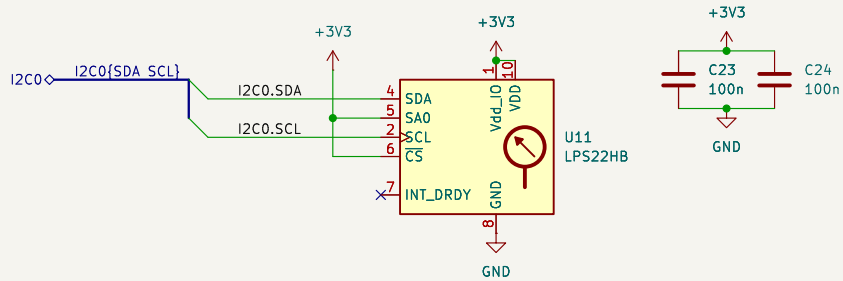 +3V3
+3V3
+3V3
I2C0
I2C0{SDA SCL}
I2C0.SDA
I2C0.SCL
4
5
2
6
7
1
10
8
SDA
SA0
SCL
CS
INT_DRDY
Vdd_IO
VDD
GND
U11
LPS22HB
GND
C23
100n
C24
100n
GND